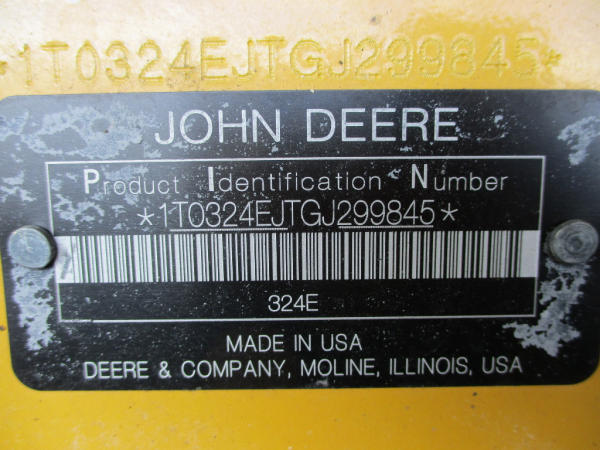 *1T0324EJTGJ299845*
JOHN DEERE
Product Identification Number
*1T0324EJTGJ299845*
324E
MADE IN USA
DEERE & COMPANY, MOLINE, ILLINOIS, USA